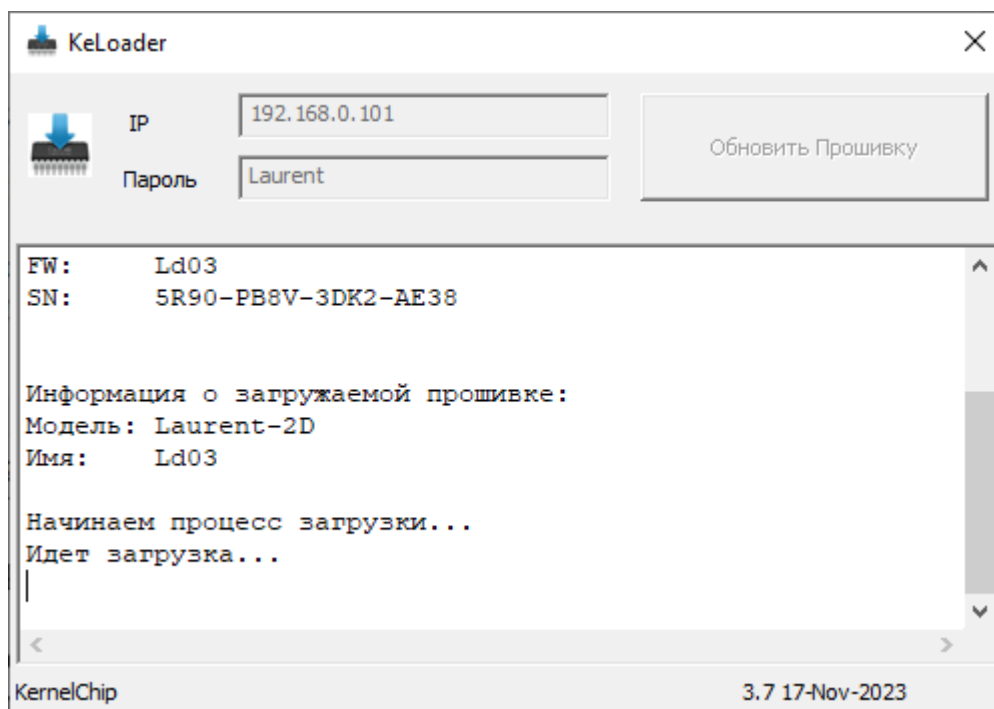 KeLoader
IP
192.168.0.101
Пароль
Laurent
Обновить Прошивку
FW: Ld03
SN: 5R90-PB8V-3DK2-AE38
Информация о загружаемой прошивке:
Модель: Laurent-2D
Имя: Ld03
Начинаем процесс загрузки...
Идет загрузка...
KernelChip
3.7 17-Nov-2023